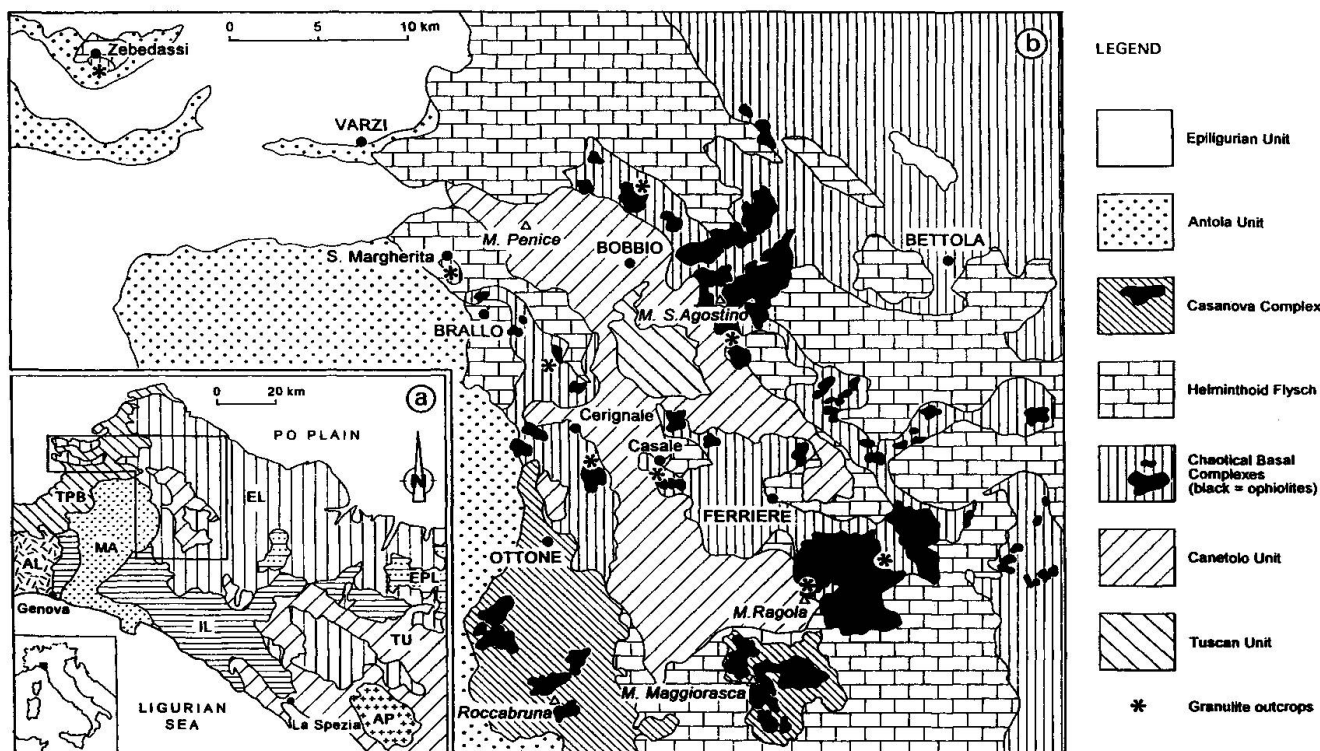 0 5 10 km
b
Zebedassi
VARZI
M. Penice
BOBBIO
BETTOLA
S. Margherita
M. S.Agostino
BRALLO
Cerignale
Casale
FERRIERE
OTTONE
M.Ragola
M. Maggiorasca
Roccabruna
0 20 km
a
PO PLAIN
N
TPB
EL
MA
AL
EPL
Genova
IL
TU
LIGURIAN
SEA
La Spezia
AP
LEGEND
Epiligurian Unit
Antola Unit
Casanova Complex
Helminthoid Flysch
Chaotical Basal
Complexes
(black = ophiolites)
Canetolo Unit
Tuscan Unit
* Granulite outcrops